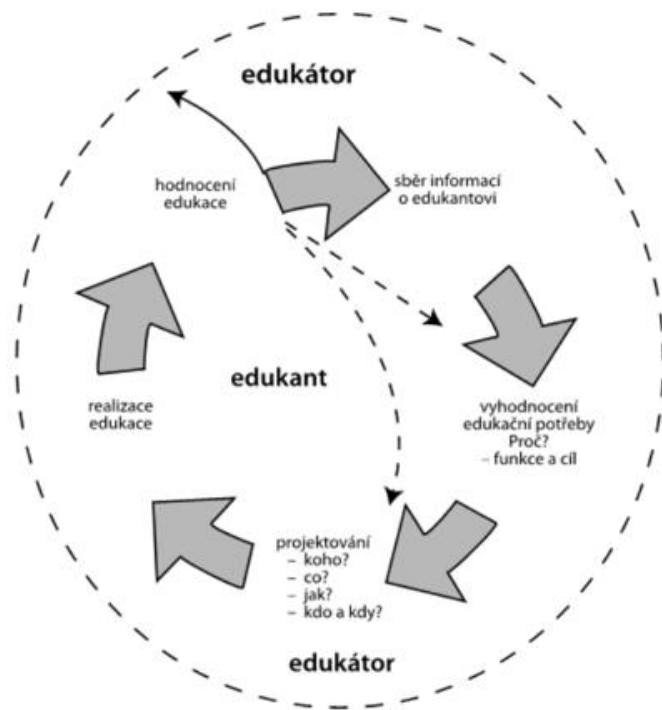 edukátor
hodnocení
edukace
sběr informací
o edukantovi
edukant
realizace
edukace
vyhodnocení
edukační potřeby
Proč?
– funkce a cíl
projektování
– koho?
– co?
– jak?
– kdo a kdy?
edukátor